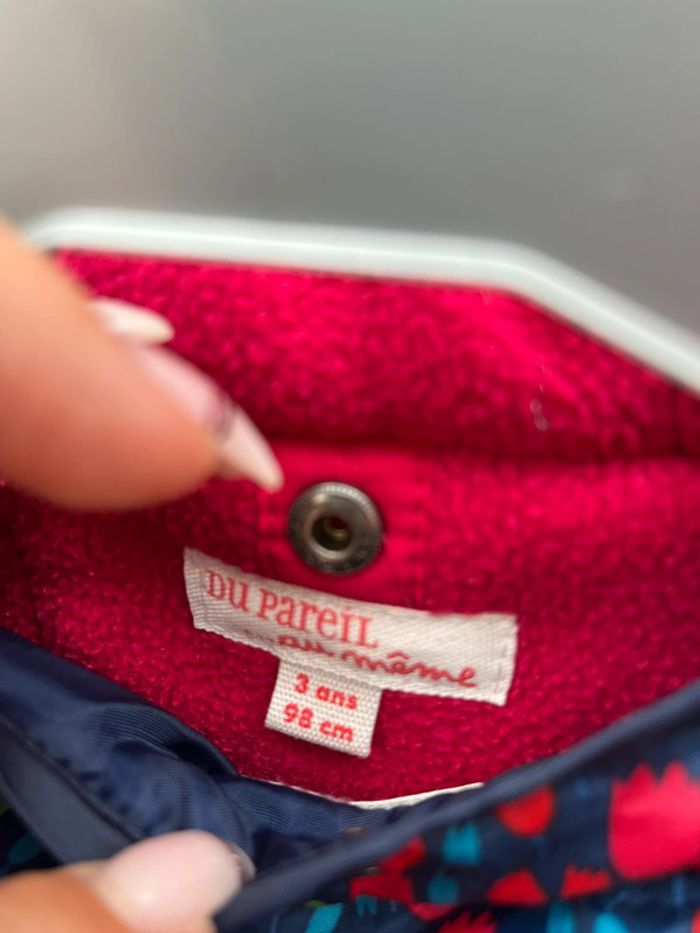 DU PAREIL
...au même
3 ans
98 cm